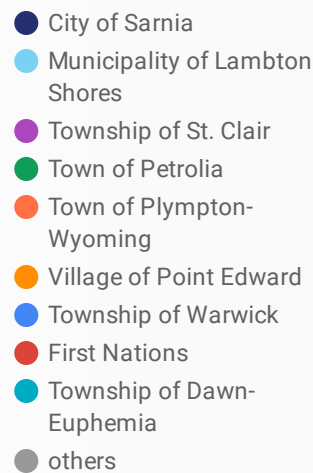 City of Sarnia
Municipality of Lambton
Shores
Township of St. Clair
Town of Petrolia
Town of Plympton-
Wyoming
Village of Point Edward
Township of Warwick
First Nations
Township of Dawn-
Euphemia
others